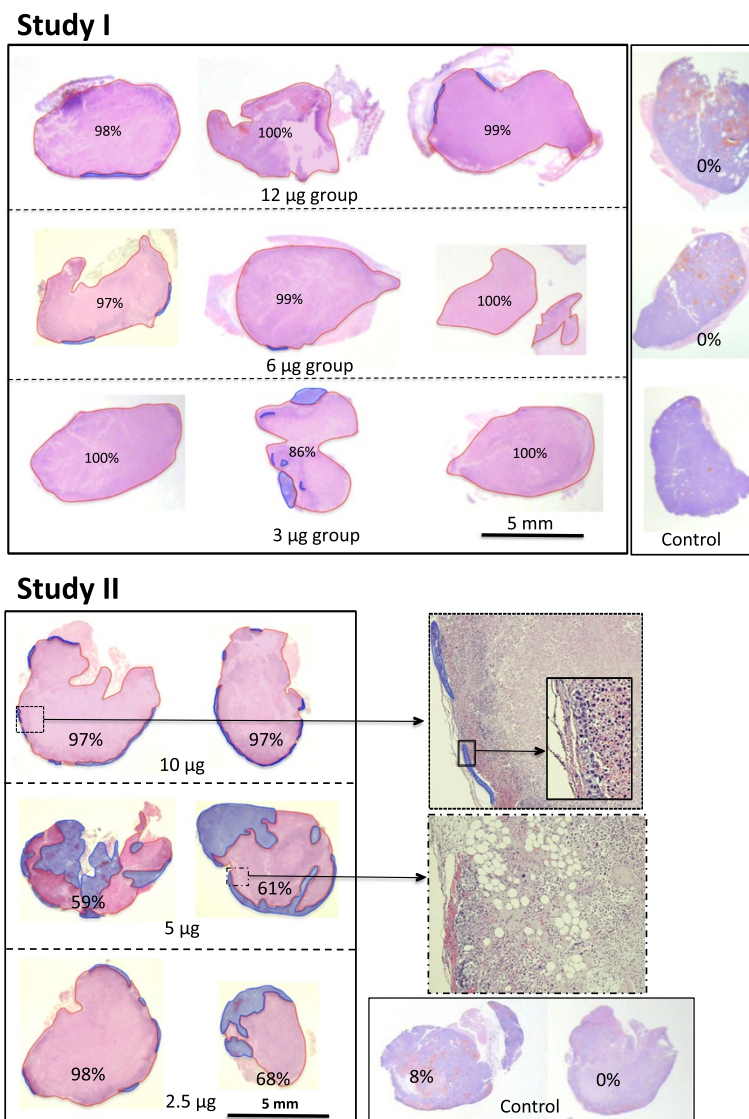 Study I
98%
100%
99%
12 µg group
0%
97%
99%
100%
6 µg group
0%
100%
86%
100%
3 µg group
5 mm
Control
Study II
97%
97%
10 µg
59%
61%
5 µg
98%
68%
2.5 µg
5 mm
8%
0%
Control